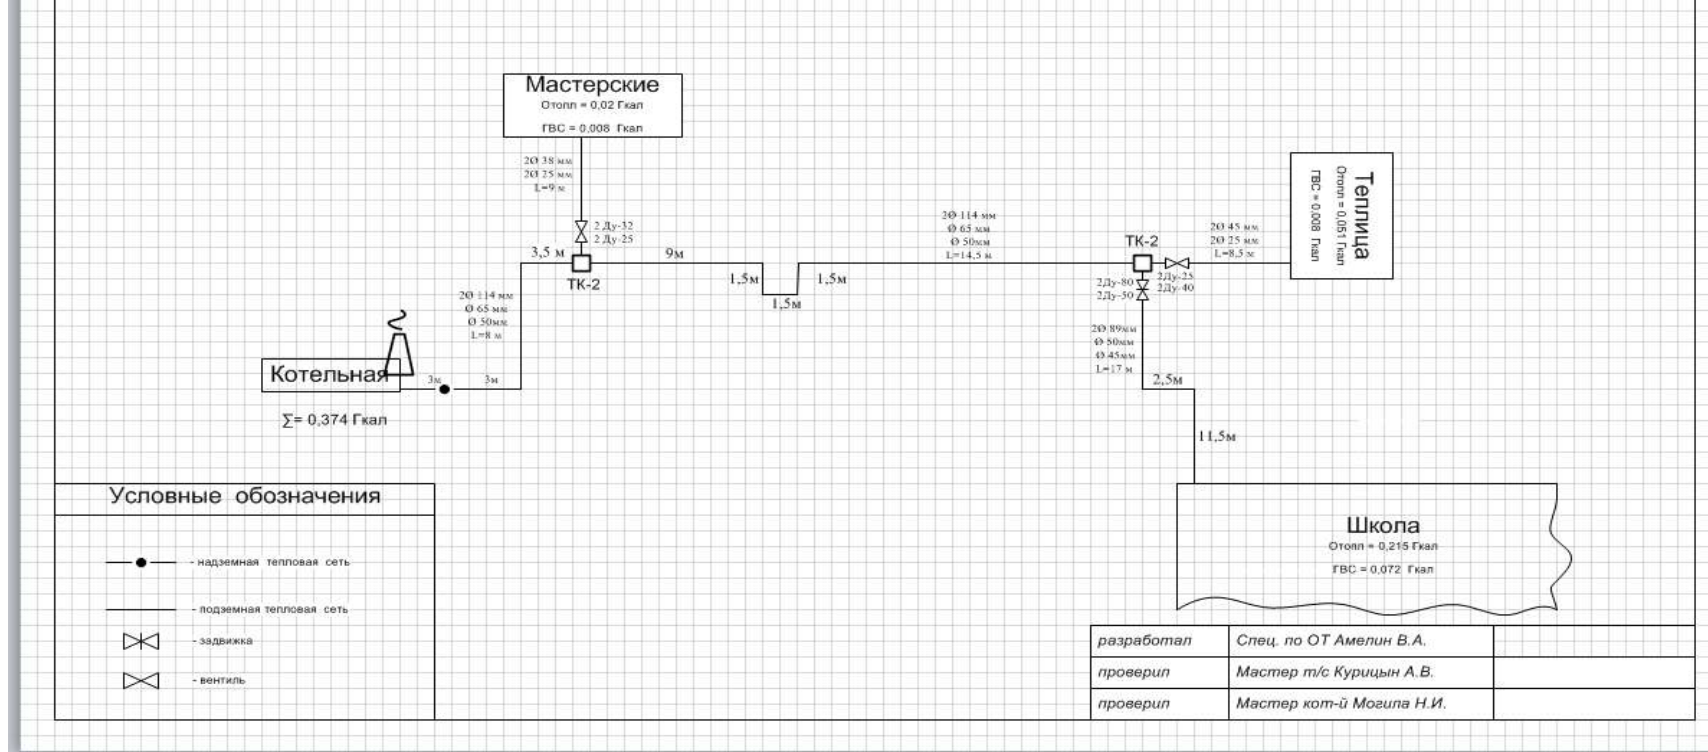 Мастерские
Отопл = 0,02 Гкал
ГВС = 0,008 Гкал
2Ø 38 мм
2Ø 25 мм
L=9 м
2 Ду-32
2 Ду-25
3,5 м
ТК-2
9м
1,5м
1,5м
1,5м
2Ø 114 мм
Ø 65 мм
Ø 50мм
L=14,5 м
ТК-2
2Ду-25
2Ду-40
2Ø 45 мм
2Ø 25 мм
L=8,5 м
Теплица
Отопл = 0,051 Гкал
ГВС = 0,008 Гкал
2Ду-80
2Ду-50
2Ø 89мм
Ø 50мм
Ø 45мм
L=17 м
2,5м
11,5м
2Ø 114 мм
Ø 65 мм
Ø 50мм
L=8 м
Котельная
3м
3м
∑= 0,374 Гкал
Школа
Отопл = 0,215 Гкал
ГВС = 0,072 Гкал
Условные обозначения
- надземная тепловая сеть
- подземная тепловая сеть
- задвижка
- вентиль
разработал Спец. по ОТ Амелин В.А.
проверил Мастер т/с Курицын А.В.
проверил Мастер кот-й Могила Н.И.